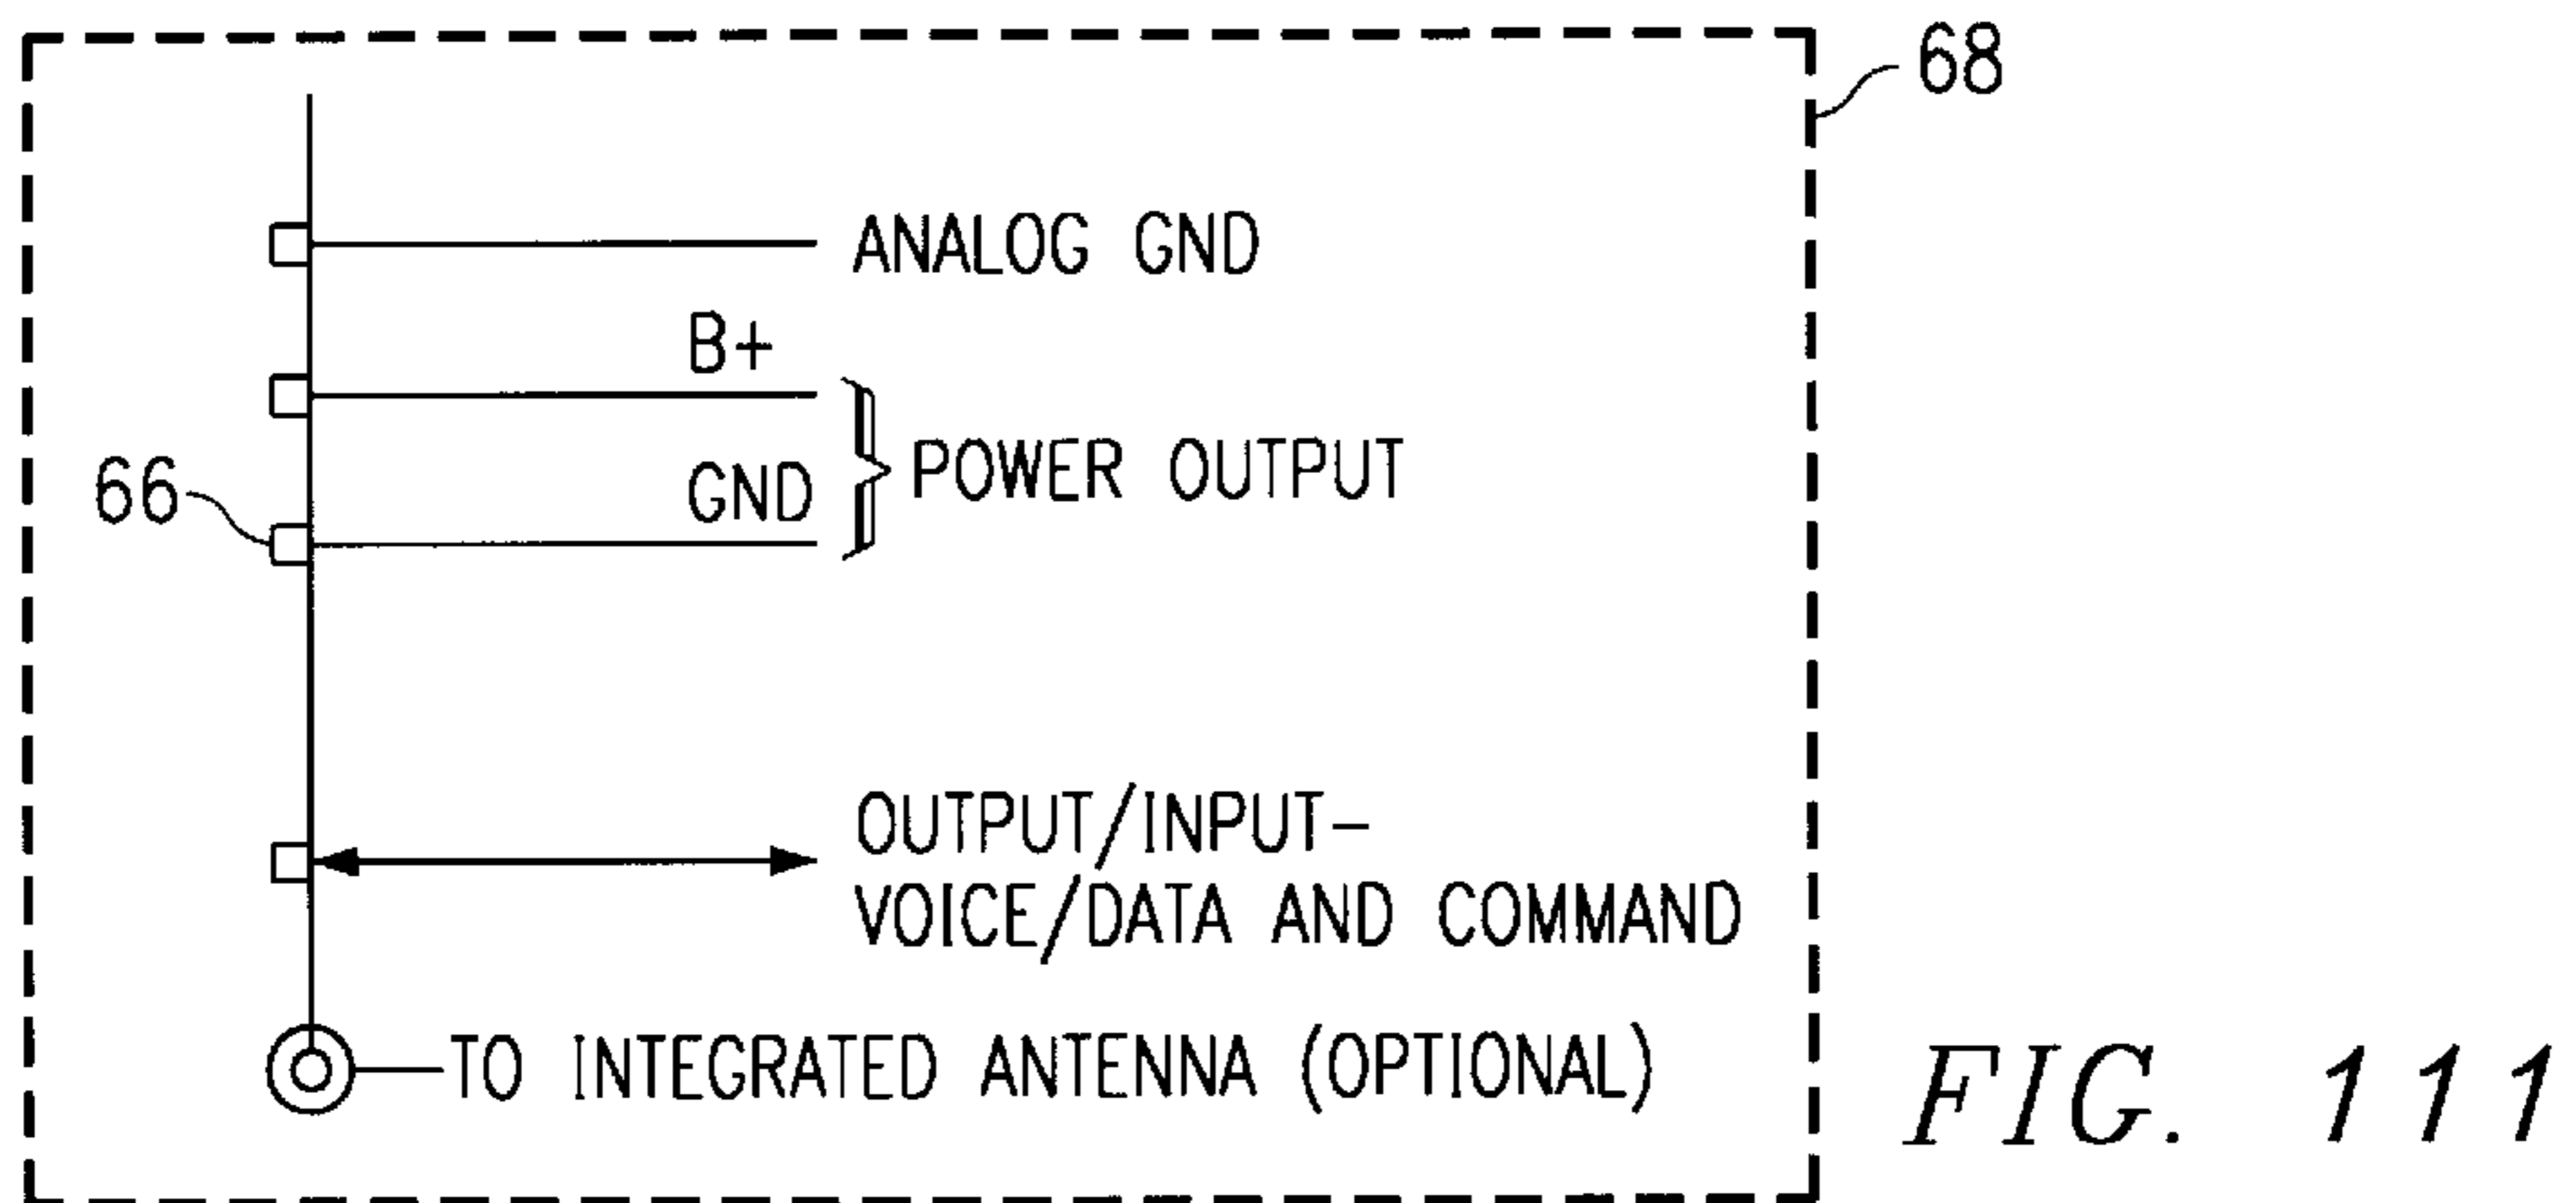 68
ANALOG GND
B+
66
GND
POWER OUTPUT
OUTPUT/INPUT-
VOICE/DATA AND COMMAND
TO INTEGRATED ANTENNA (OPTIONAL)
FIG. 111